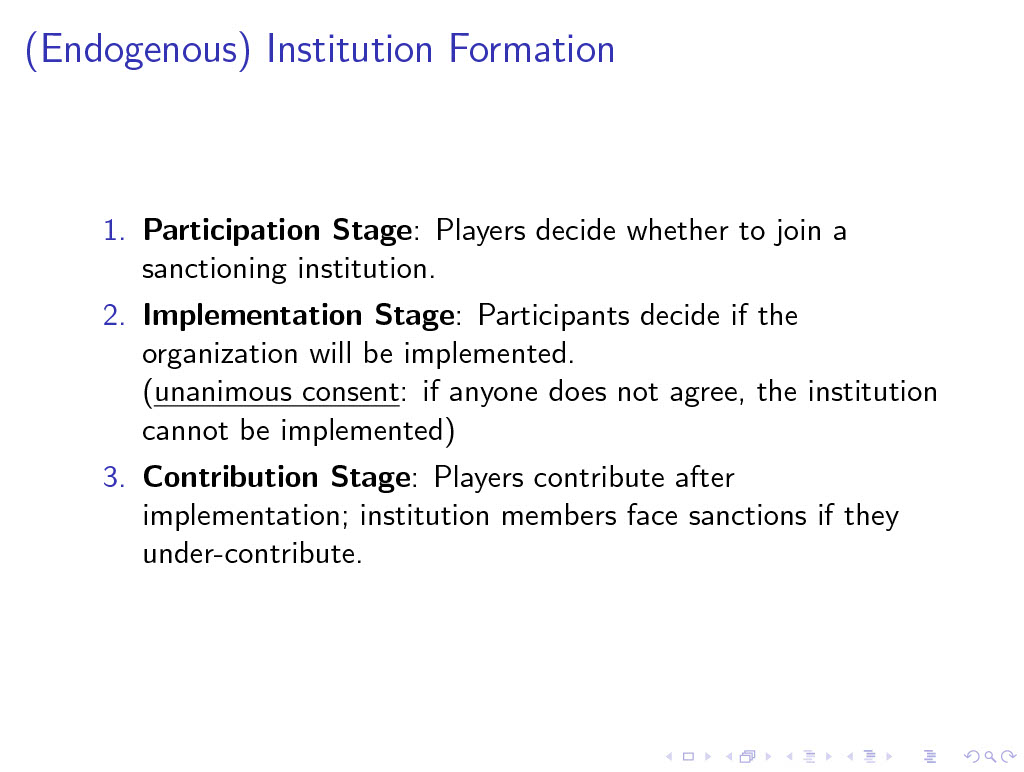 (Endogenous) Institution Formation
1. Participation Stage: Players decide whether to join a
sanctioning institution.
2. Implementation Stage: Participants decide if the
organization will be implemented.
(unanimous consent: if anyone does not agree, the institution
cannot be implemented)
3. Contribution Stage: Players contribute after
implementation; institution members face sanctions if they
under-contribute.